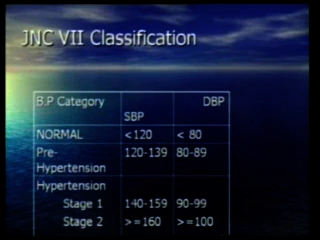 JNC VII Classification
B.P Category SBP DBP
NORMAL <120 < 80
Pre-Hypertension 120-139 80-89
Hypertension
Stage 1 140-159 90-99
Stage 2 >=160 >=100